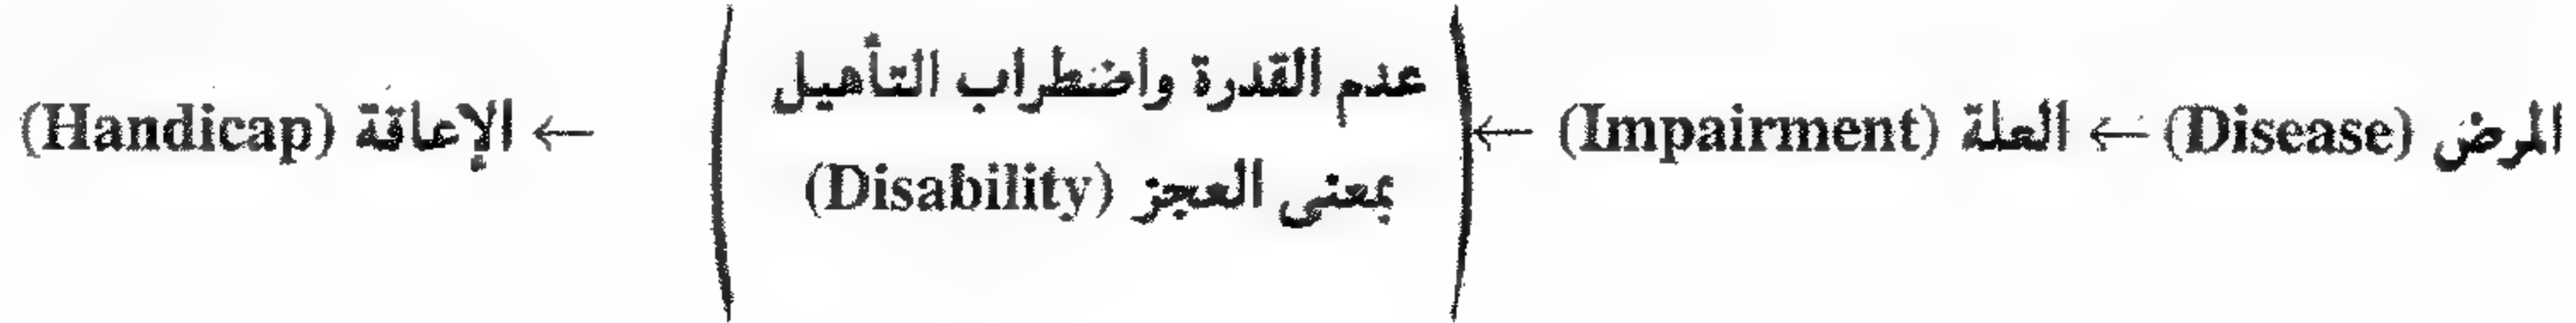 المرض (Disease) ← العلة (Impairment) ← (عدم القدرة واضطراب التأهيل
بمعنى العجز (Disability)) ← الإعاقة (Handicap)